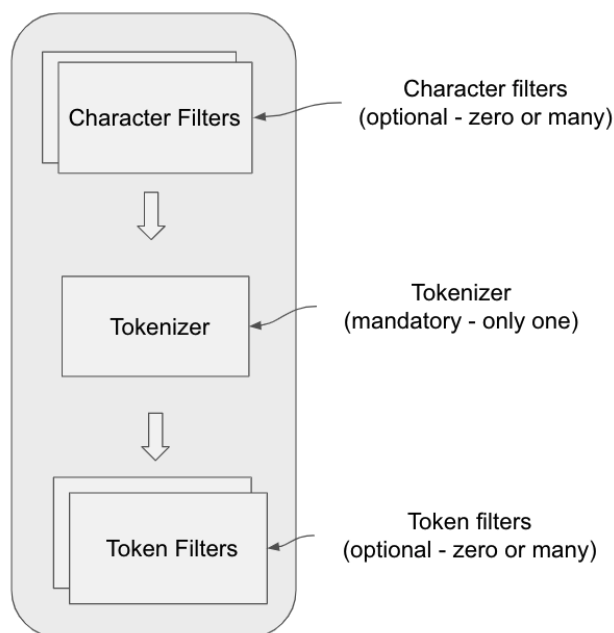 Character Filters
Character filters
(optional - zero or many)
Tokenizer
Tokenizer
(mandatory - only one)
Token Filters
Token filters
(optional - zero or many)